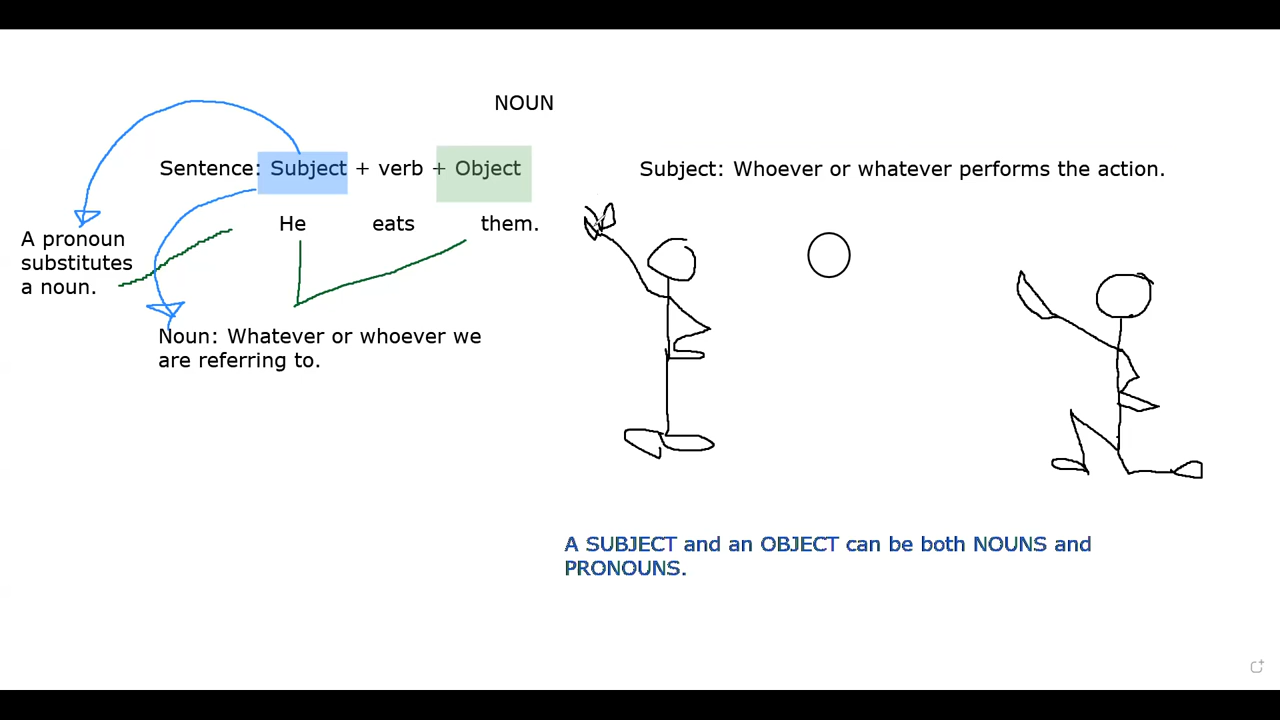 NOUN
Sentence: Subject + verb + Object
Subject: Whoever or whatever performs the action.
He eats them.
A pronoun
substitutes
a noun.
Noun: Whatever or whoever we
are referring to.
A SUBJECT and an OBJECT can be both NOUNS and
PRONOUNS.